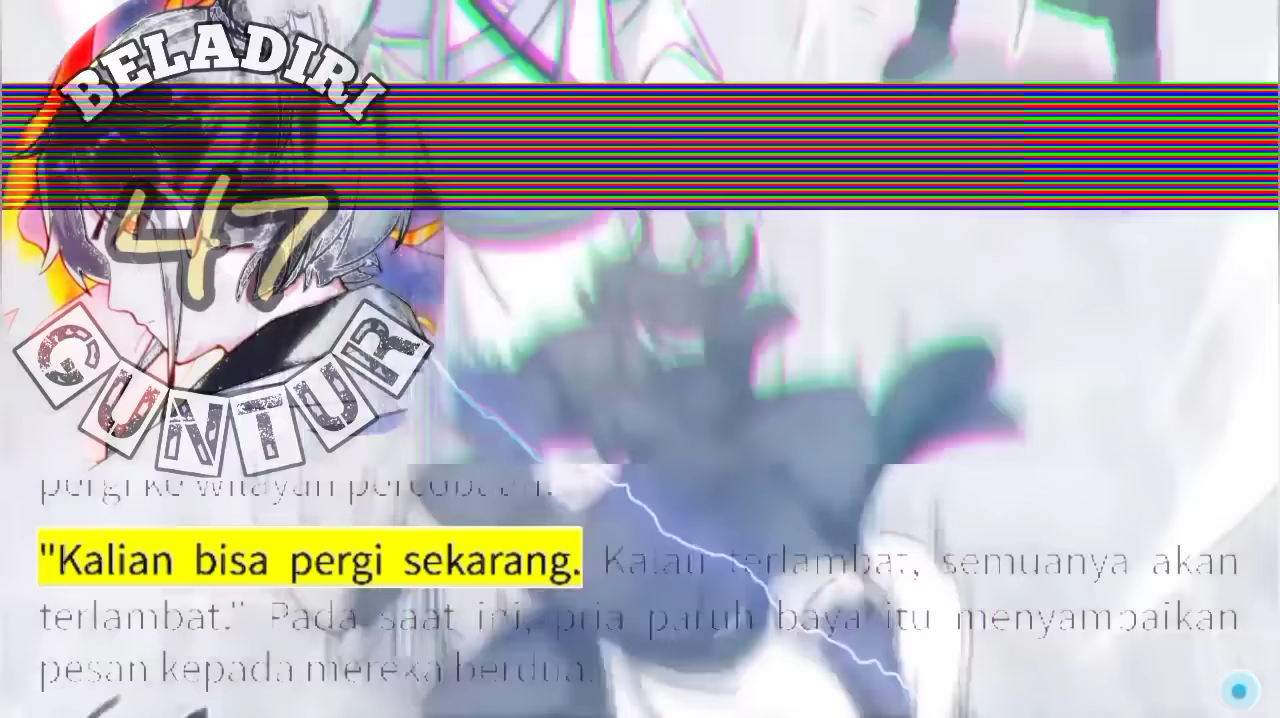 BELADIRI
47
GUNTUR
pergi ke wilayah percobaan.
"Kalian bisa pergi sekarang. Kalau terlambat, semuanya akan
terlambat." Pada saat ini, pria paruh baya itu menyampaikan
pesan kepada mereka berdua.